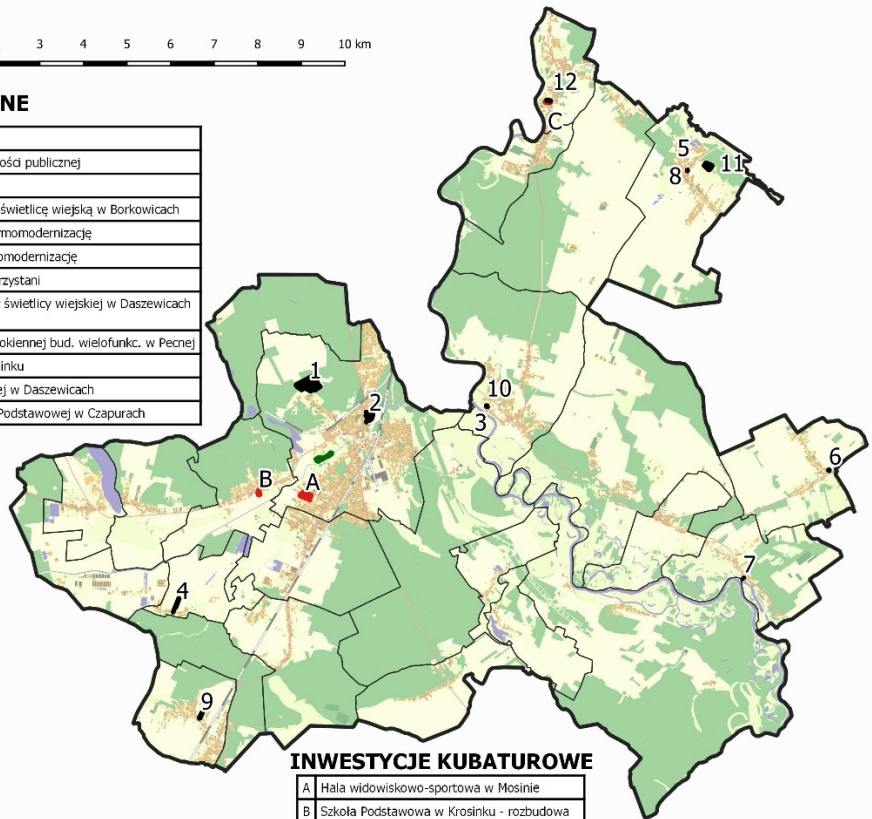 3 4 5 6 7 8 9 10 km
NE
ości publicznej
świetlicę wiejską w Borkowicach
momodernizację
omodernizację
rzystani
świetlicy wiejskiej w Daszewicach
okiennej bud. wielofunkc. w Pecnej
inku
ej w Daszewicach
Podstawowej w Czapurach
12
C
5
8
11
1
2
10
3
B
A
6
7
4
9
INWESTYCJE KUBATUROWE
A Hala widowiskowo-sportowa w Mosinie
B Szkoła Podstawowa w Krosinku - rozbudowa